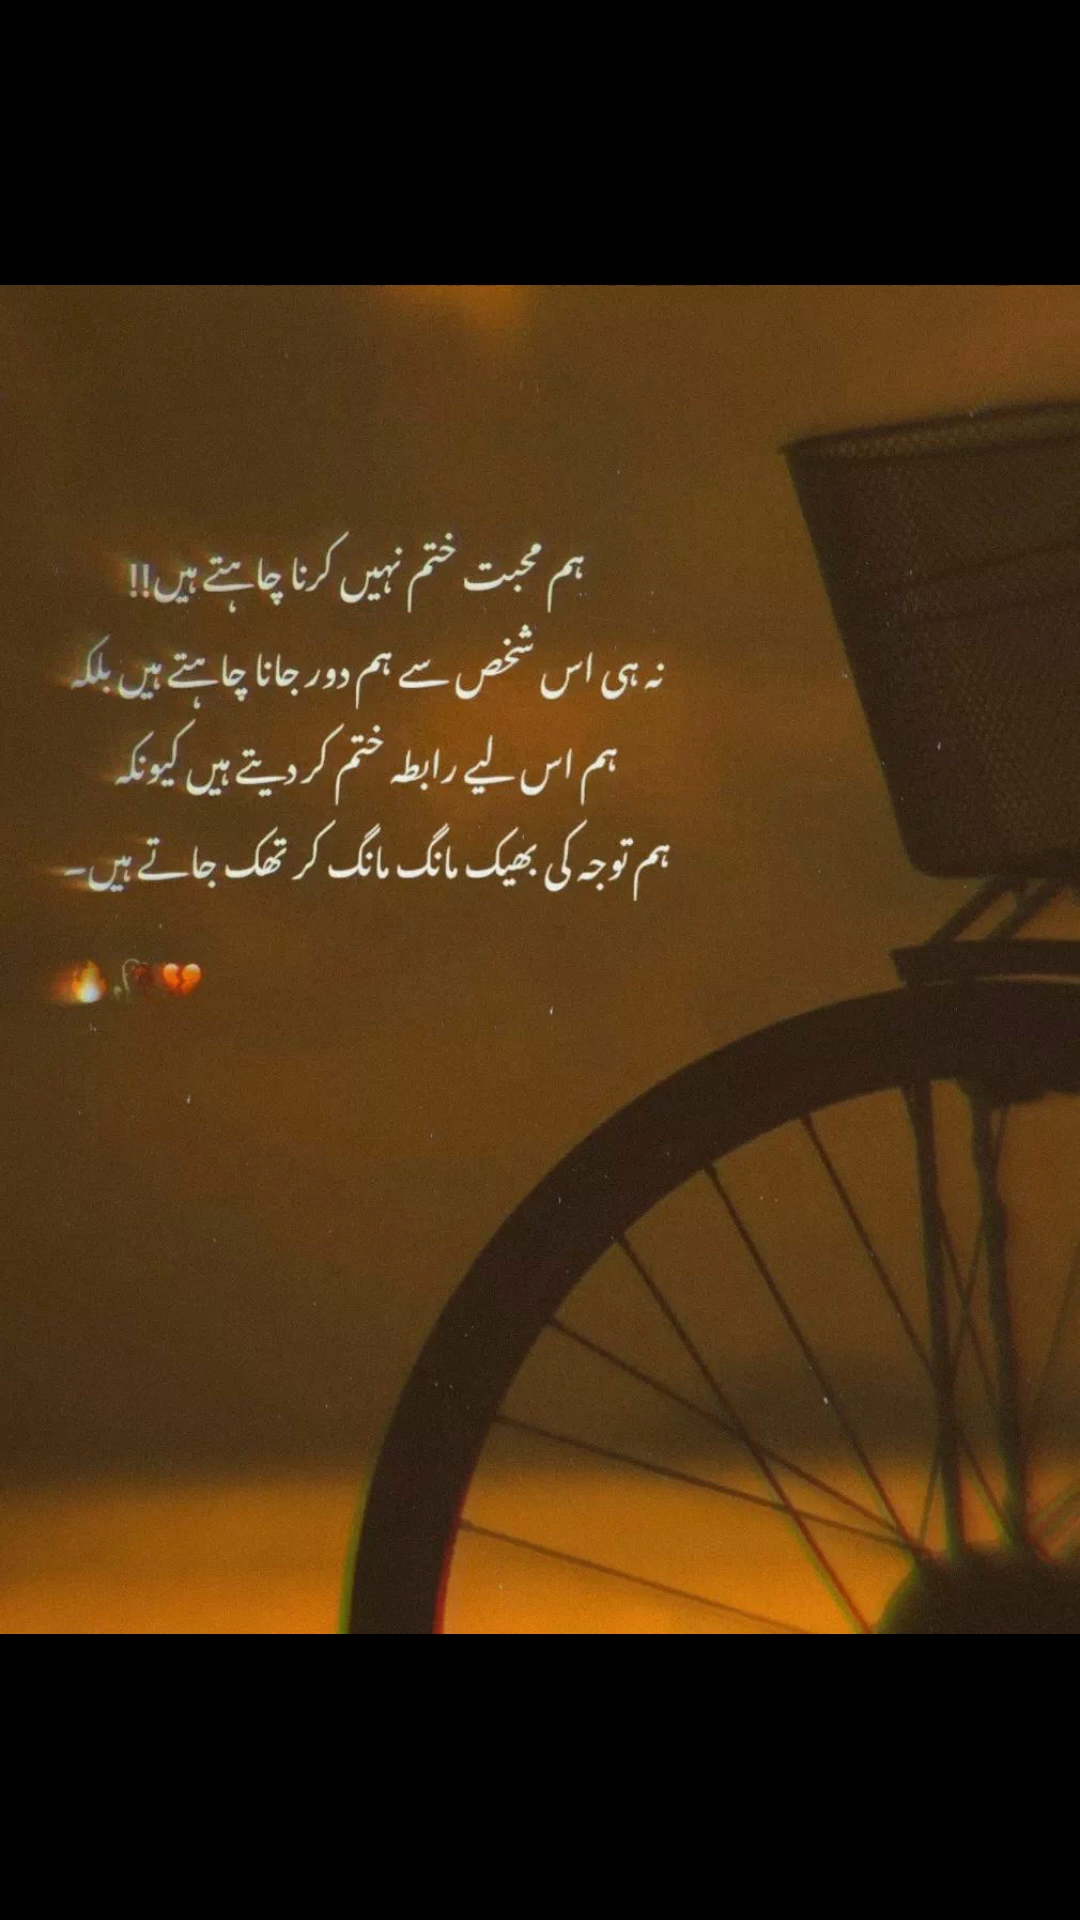 ہم محبت ختم نہیں کرنا چاہتے ہیں!!
نہ ہی اس شخص سے ہم دور جانا چاہتے ہیں بلکہ
ہم اس لیے رابطہ ختم کر دیتے ہیں کیونکہ
ہم توجہ کی بھیک مانگ مانگ کر تھک جاتے ہیں۔
💔🥀🔥